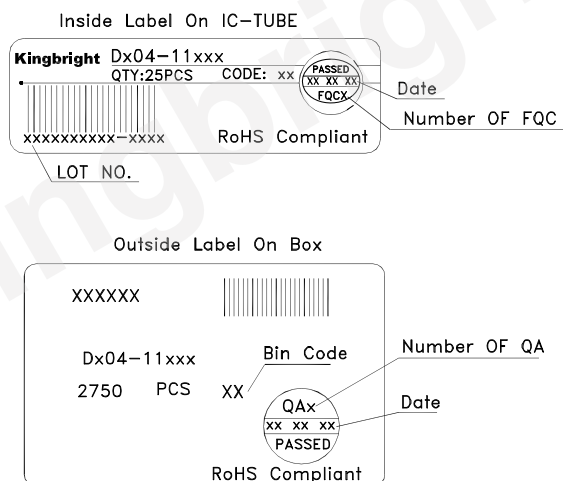 Inside Label On IC-TUBE
Kingbright Dx04-11xxx
QTY:25PCS CODE: xx
PASSED
xx xx xx
FQCX
Date
Number OF FQC
xxxxxxxxxx-xxxx
RoHS Compliant
LOT NO.
Outside Label On Box
XXXXXX
Dx04-11xxx
Bin Code
Number OF QA
2750 PCS XX
QAx
Date
xx xx xx
PASSED
RoHS Compliant